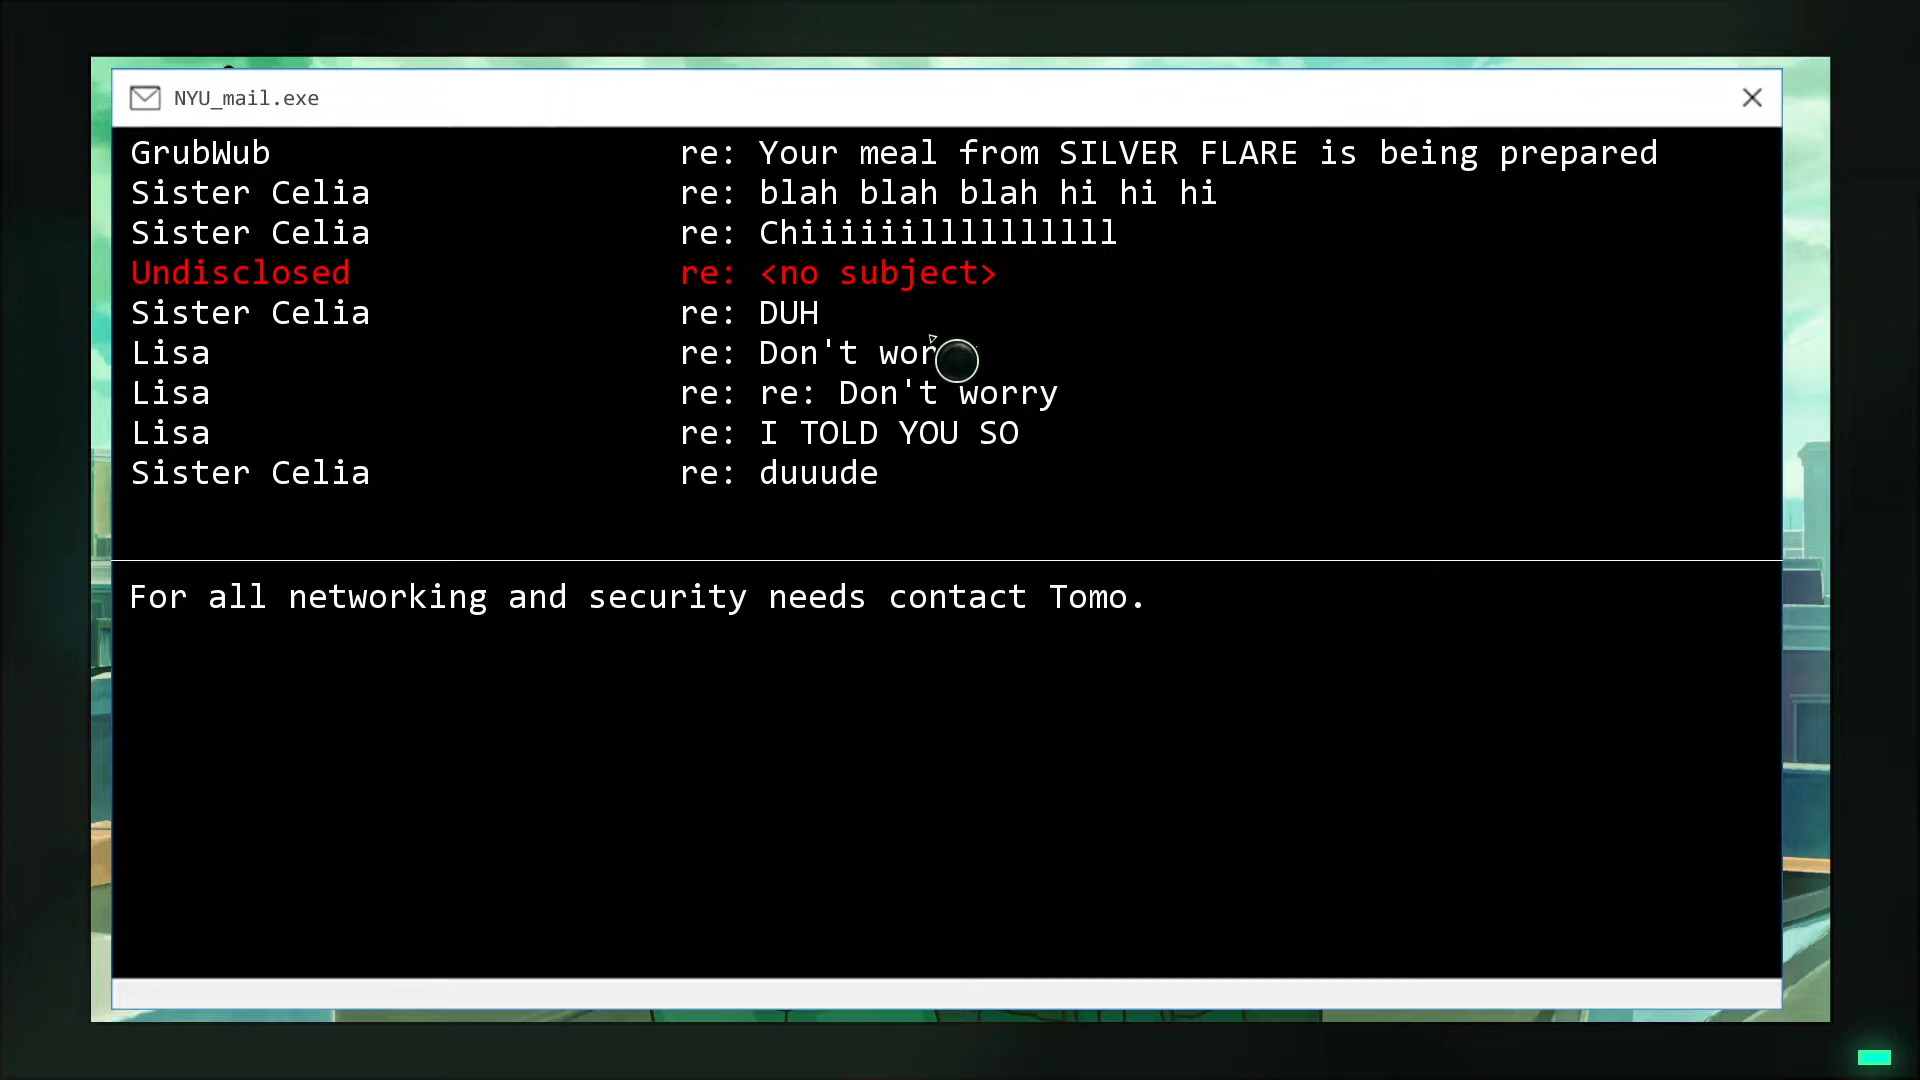 NYU_mail.exe
GrubWub re: Your meal from SILVER FLARE is being prepared
Sister Celia re: blah blah blah hi hi hi
Sister Celia re: Chiiiiiillllllllll
Undisclosed re: <no subject>
Sister Celia re: DUH
Lisa re: Don't wor
Lisa re: re: Don't worry
Lisa re: I TOLD YOU SO
Sister Celia re: duuude
For all networking and security needs contact Tomo.